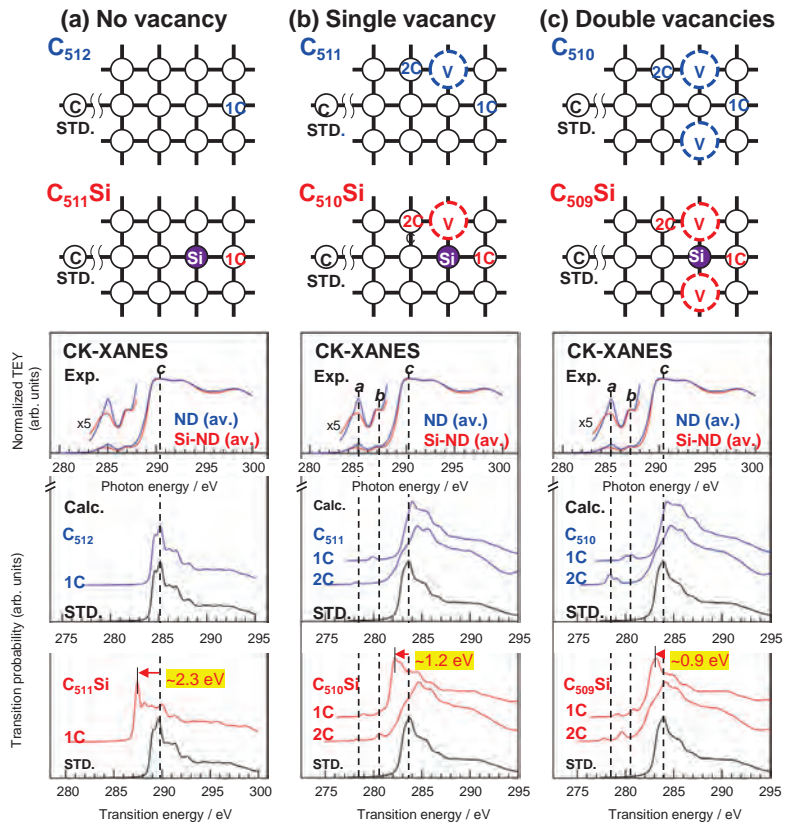 (a) No vacancy
C512
1C
C
STD.
C511Si
Si
1C
C
STD.
CK-XANES
Exp.
c
x5
ND (av.)
Si-ND (av.)
Normalized TEY
(arb. units)
280 285 290 295 300
Photon energy / eV
Calc.
C512
1C
STD.
275 280 285 290 295
C511Si
~2.3 eV
1C
STD.
280 285 290 295 300
Transition energy / eV
Transition probability (arb. units)
(b) Single vacancy
C511
2C
V
C
1C
STD.
C510Si
2C
V
C
C
Si
1C
STD.
CK-XANES
Exp.
a
b
c
x5
ND (av.)
Si-ND (av.)
280 285 290 295 300
Photon energy / eV
Calc.
C511
1C
2C
STD.
275 280 285 290 295
~1.2 eV
C510Si
1C
2C
STD.
275 280 285 290 295
Transition energy / eV
(c) Double vacancies
C510
2C
V
C
1C
STD.
V
C509Si
2C
V
C
Si
1C
STD.
V
CK-XANES
Exp.
a
b
c
x5
ND (av.)
Si-ND (av.)
280 285 290 295 300
Photon energy / eV
Calc.
C510
1C
2C
STD.
275 280 285 290 295
~0.9 eV
C509Si
1C
2C
STD.
275 280 285 290 295
Transition energy / eV